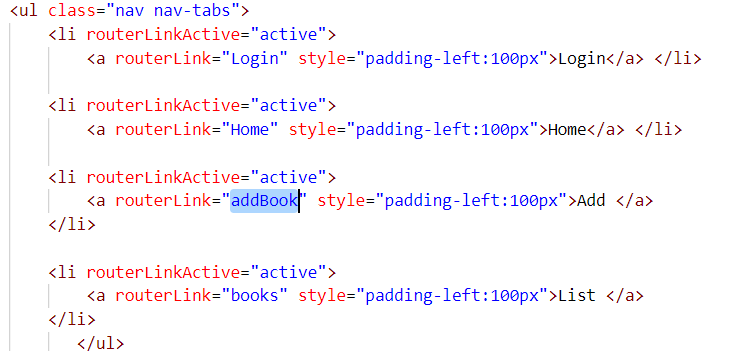 <ul class="nav nav-tabs">
<li routerLinkActive="active">
<a routerLink="Login" style="padding-left:100px">Login</a> </li>
<li routerLinkActive="active">
<a routerLink="Home" style="padding-left:100px">Home</a> </li>
<li routerLinkActive="active">
<a routerLink="addBook" style="padding-left:100px">Add </a>
</li>
<li routerLinkActive="active">
<a routerLink="books" style="padding-left:100px">List </a>
</li>
</ul>